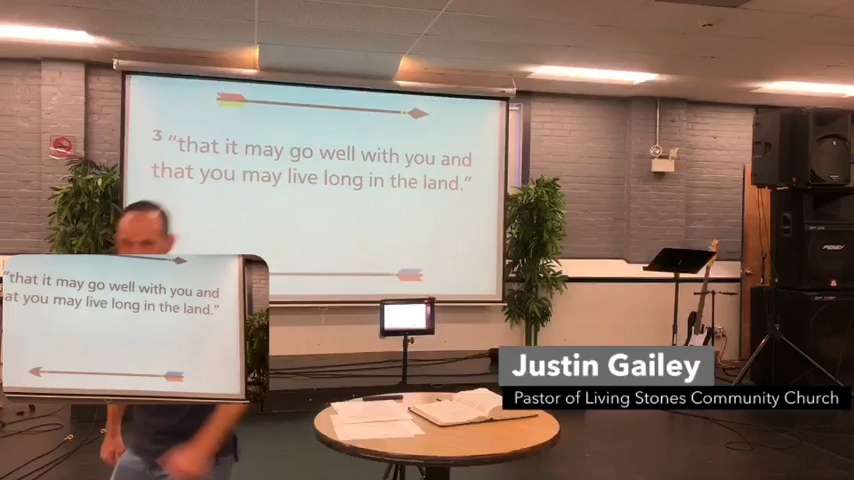 3 “that it may go well with you and
that you may live long in the land.”
“that it may go well with you and
at you may live long in the land.”
Justin Gailey
Pastor of Living Stones Community Church
PEAVEY